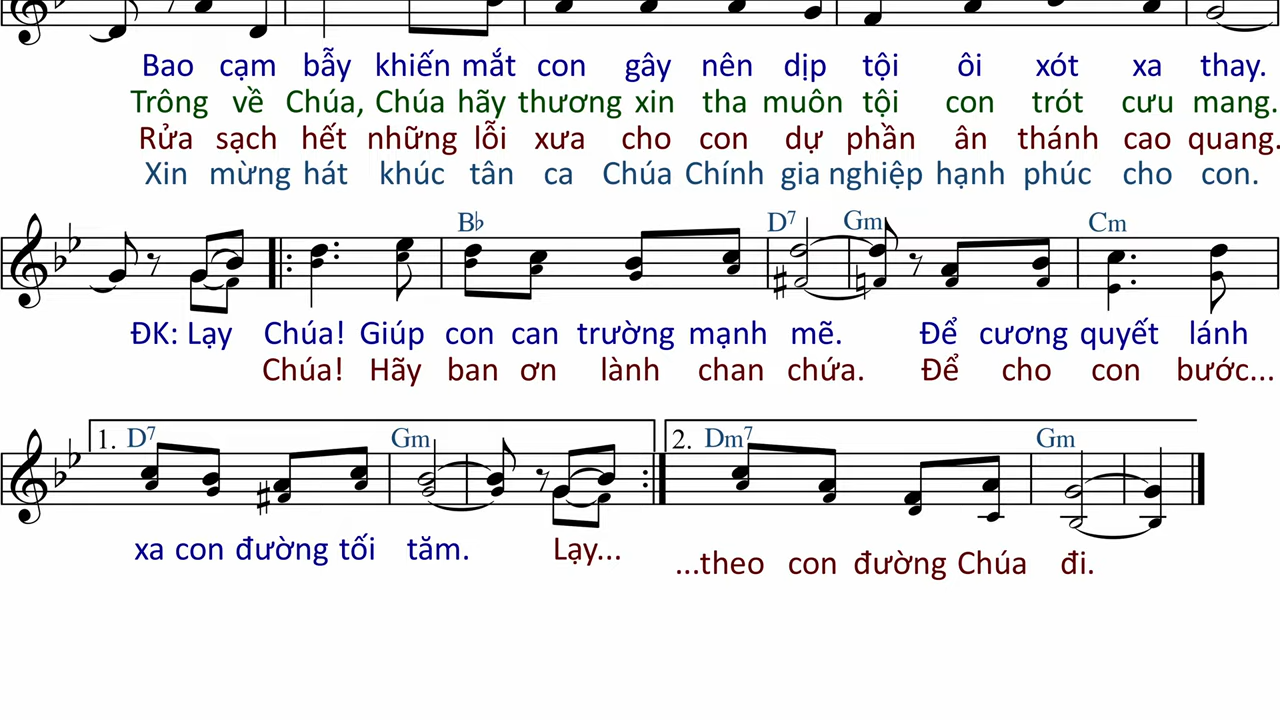 Bao cạm bẫy khiến mắt con gây nên dịp tội ôi xót xa thay.
Trông về Chúa, Chúa hãy thương xin tha muôn tội con trót cưu mang.
Rửa sạch hết những lỗi xưa cho con dự phần ân thánh cao quang.
Xin mừng hát khúc tân ca Chúa Chính gia nghiệp hạnh phúc cho con.
B♭ D7 Gm Cm
ĐK: Lạy Chúa! Giúp con can trường mạnh mẽ. Để cương quyết lánh
Chúa! Hãy ban ơn lành chan chứa. Để cho con bước...
1. D7 Gm 2. Dm7 Gm
xa con đường tối tăm. Lạy...
...theo con đường Chúa đi.